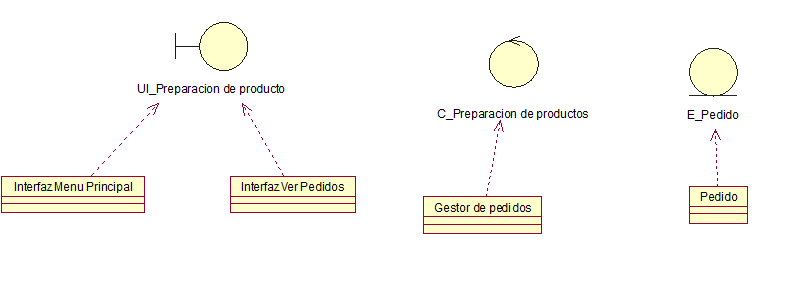 UI_Preparacion de producto
C_Preparacion de productos
E_Pedido
Interfaz Menu Principal
Interfaz Ver Pedidos
Gestor de pedidos
Pedido